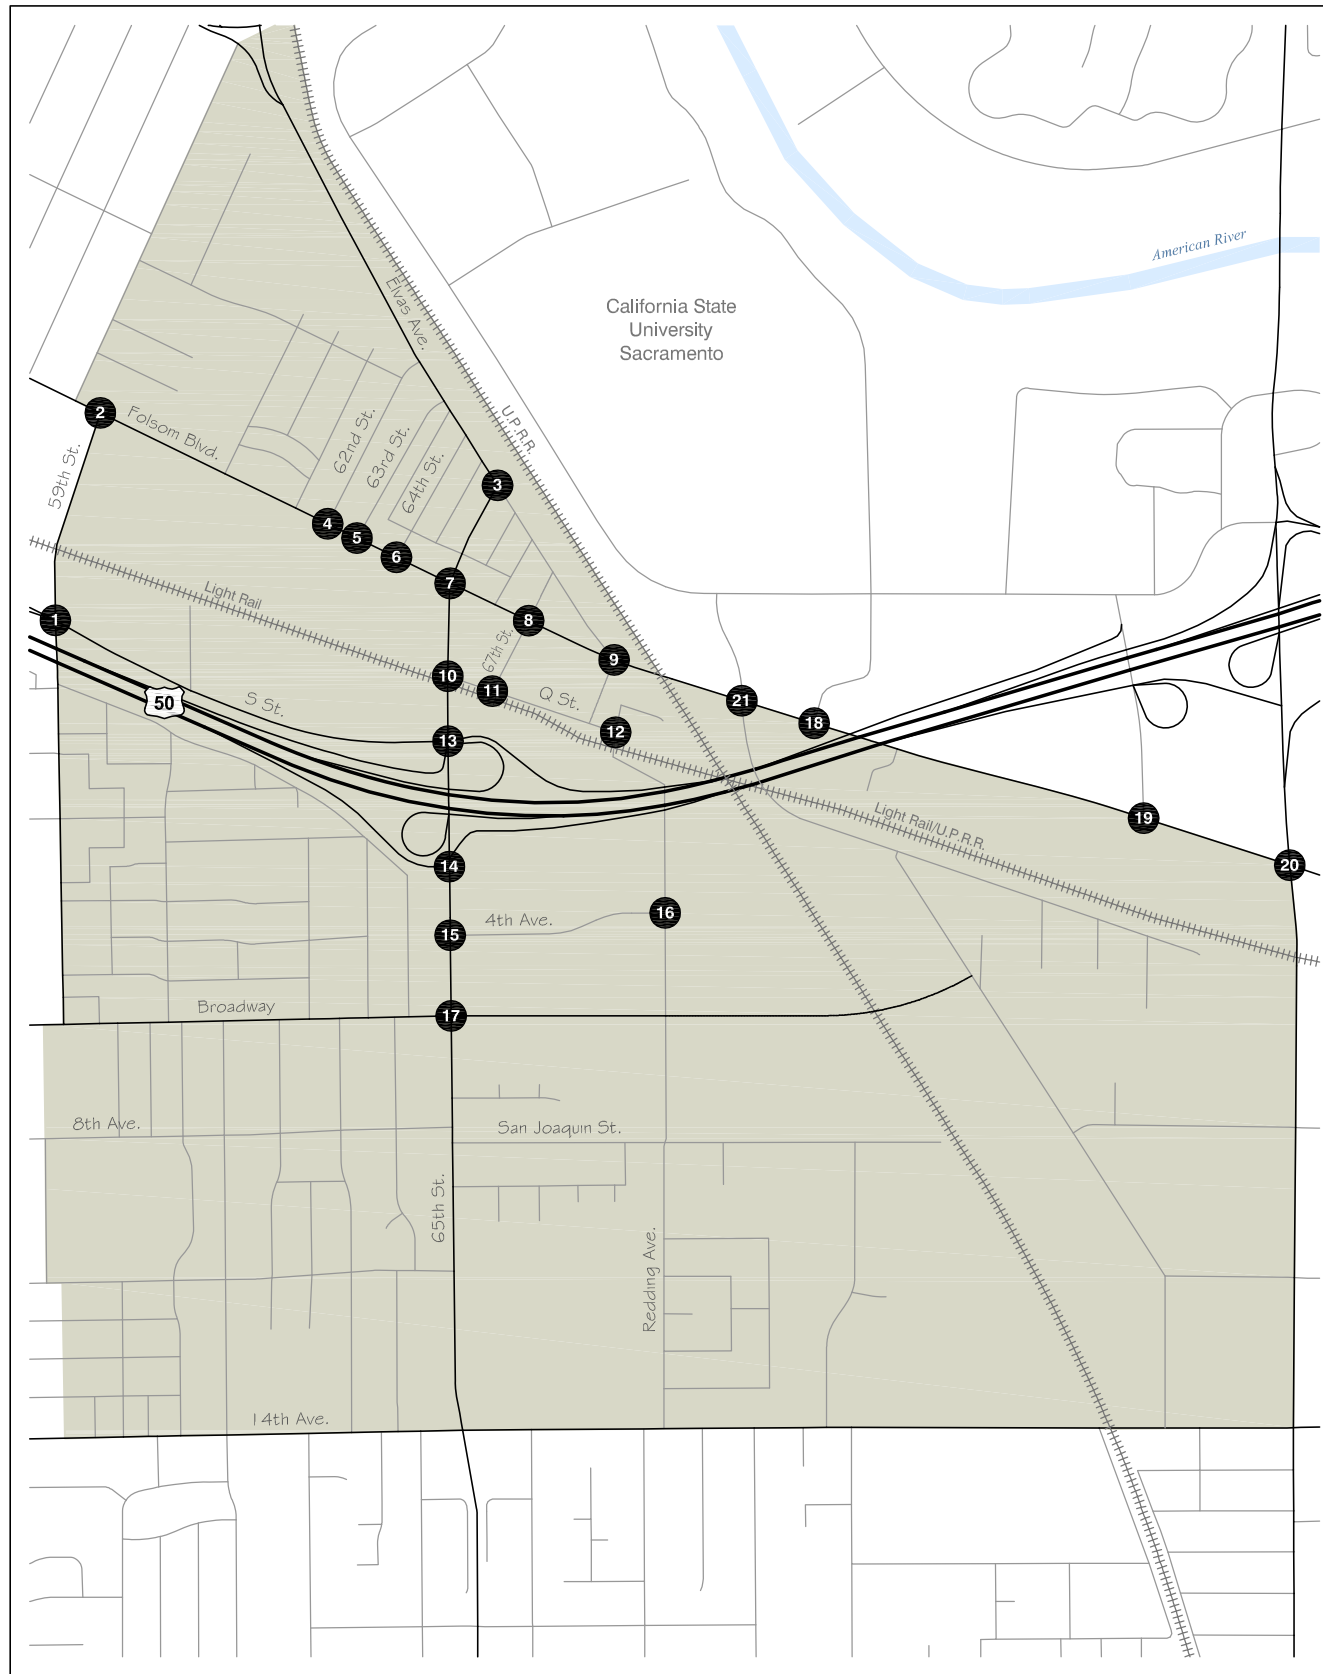 American River
California State
University
Sacramento
Elvas Ave.
U.P.R.R.
2
Folsom Blvd.
62nd St.
63rd St.
64th St.
59th St.
3
4
5
6
7
Light Rail
1
8
67th St.
9
10
11
Q St.
50
S St.
21
12
18
13
Light Rail/U.P.R.R.
19
14
20
4th Ave.
16
15
Broadway
17
8th Ave.
San Joaquin St.
65th St.
Redding Ave.
14th Ave.